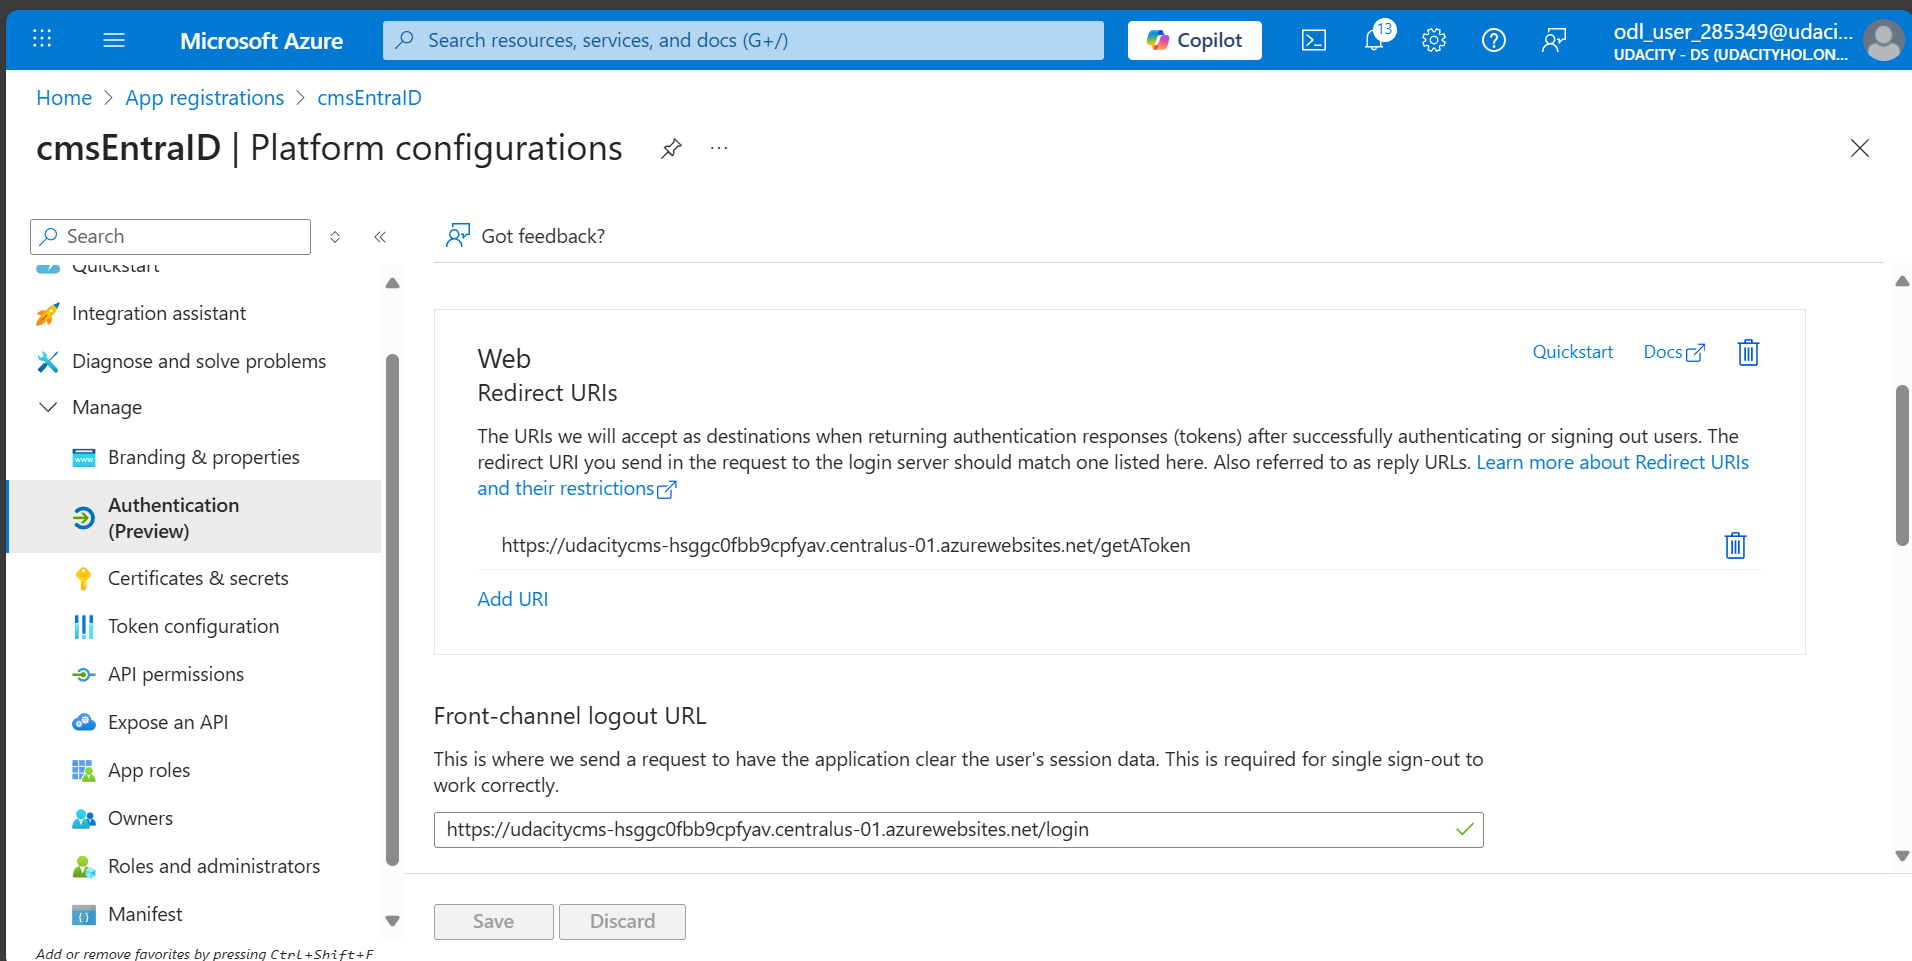 Microsoft Azure
Search resources, services, and docs (G+/)
Copilot
13
odl_user_285349@udaci...
UDACITY - DS (UDACITYHOL.ON...
Home > App registrations > cmsEntraID
cmsEntraID | Platform configurations
Search
Got feedback?
Quickstart
Integration assistant
Diagnose and solve problems
Manage
Branding & properties
Authentication
(Preview)
Certificates & secrets
Token configuration
API permissions
Expose an API
App roles
Owners
Roles and administrators
Manifest
Add or remove favorites by pressing Ctrl+Shift+F
Web
Quickstart
Docs
Redirect URIs
The URIs we will accept as destinations when returning authentication responses (tokens) after successfully authenticating or signing out users. The
redirect URI you send in the request to the login server should match one listed here. Also referred to as reply URLs. Learn more about Redirect URIs
and their restrictions
https://udacitycms-hsggc0fbb9cpfyav.centralus-01.azurewebsites.net/getAToken
Add URI
Front-channel logout URL
This is where we send a request to have the application clear the user's session data. This is required for single sign-out to
work correctly.
https://udacitycms-hsggc0fbb9cpfyav.centralus-01.azurewebsites.net/login
Save
Discard